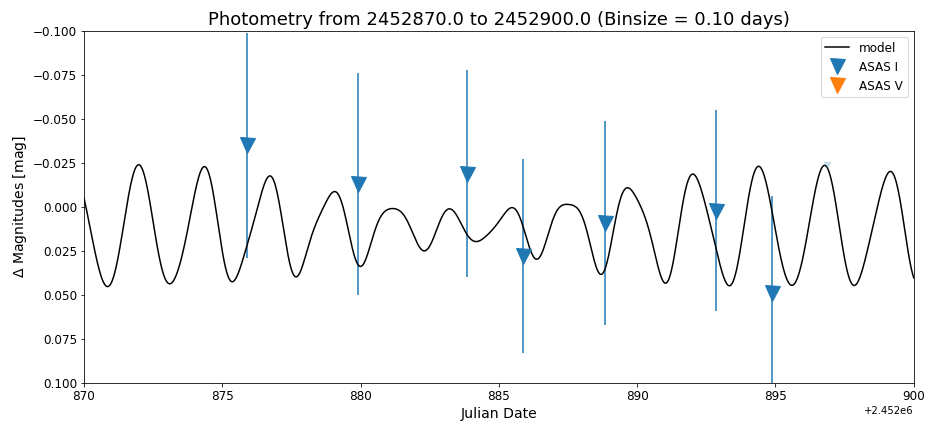 Photometry from 2452870.0 to 2452900.0 (Binsize = 0.10 days)
−0.100
−0.075
−0.050
−0.025
0.000
0.025
0.050
0.075
0.100
Δ Magnitudes [mag]
model
ASAS I
ASAS V
870
875
880
885
890
895
900
+2.452e6
Julian Date